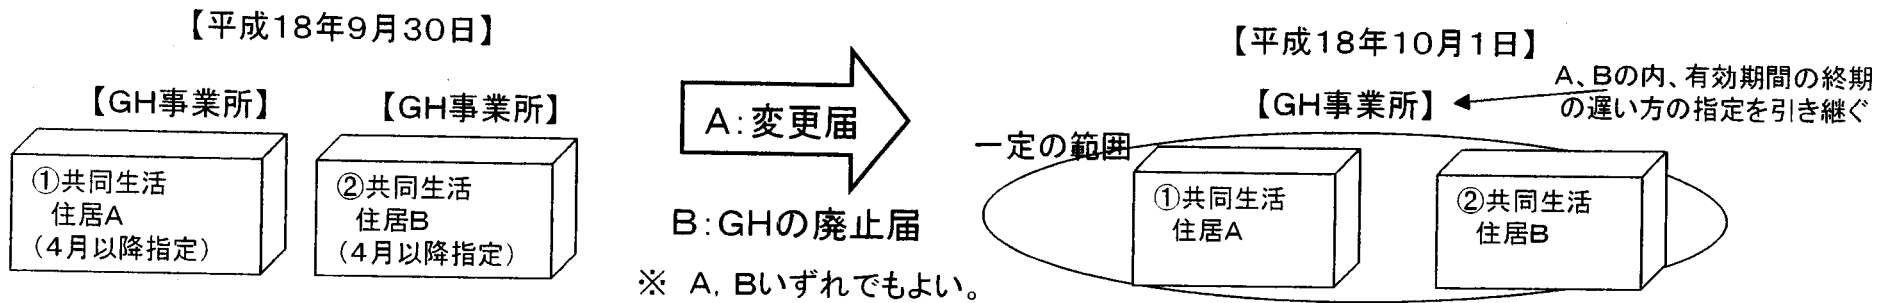 【平成18年9月30日】
【GH事業所】
【GH事業所】
①共同生活
住居A
(4月以降指定)
②共同生活
住居B
(4月以降指定)
A:変更届
B:GHの廃止届
※ A, Bいずれでもよい。
【平成18年10月1日】
【GH事業所】
A、Bの内、有効期間の終期
の遅い方の指定を引き継ぐ
一定の範囲
①共同生活
住居A
②共同生活
住居B